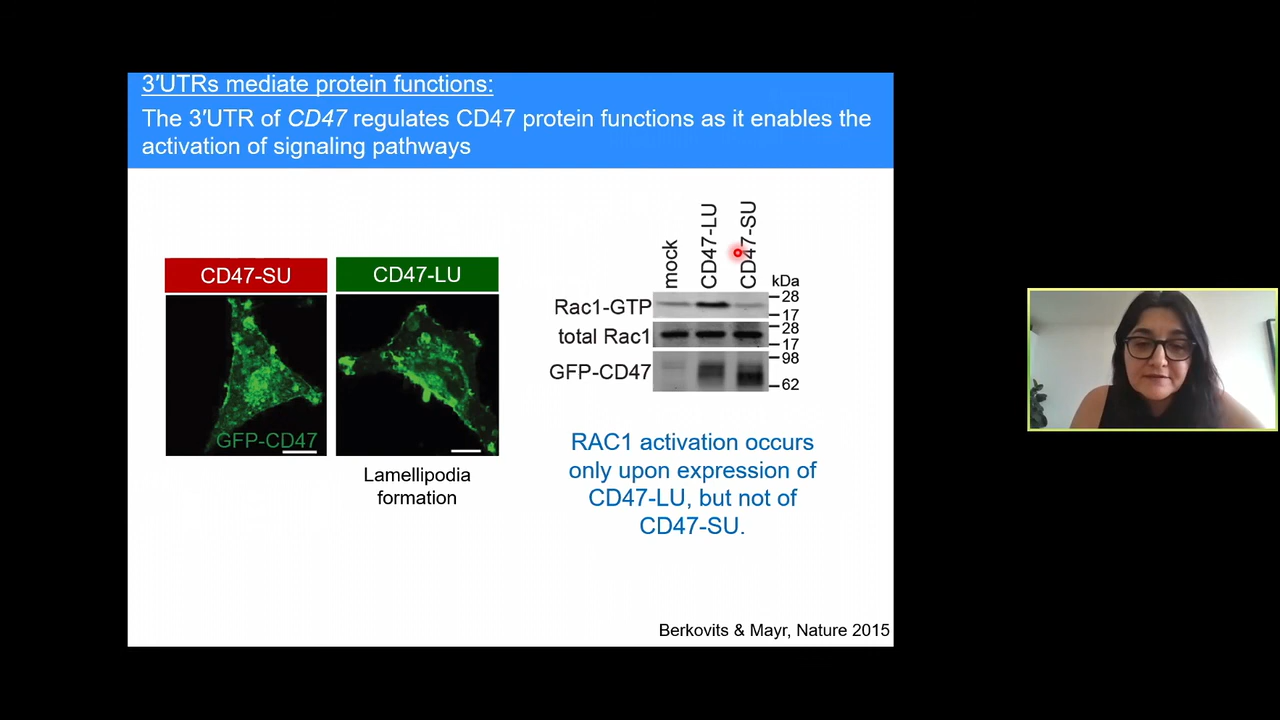 3′UTRs mediate protein functions:
The 3′UTR of CD47 regulates CD47 protein functions as it enables the
activation of signaling pathways
CD47-SU
CD47-LU
GFP-CD47
Lamellipodia
formation
mock
CD47-LU
CD47-SU
kDa
Rac1-GTP
28
17
total Rac1
28
17
GFP-CD47
98
62
RAC1 activation occurs
only upon expression of
CD47-LU, but not of
CD47-SU.
Berkovits & Mayr, Nature 2015